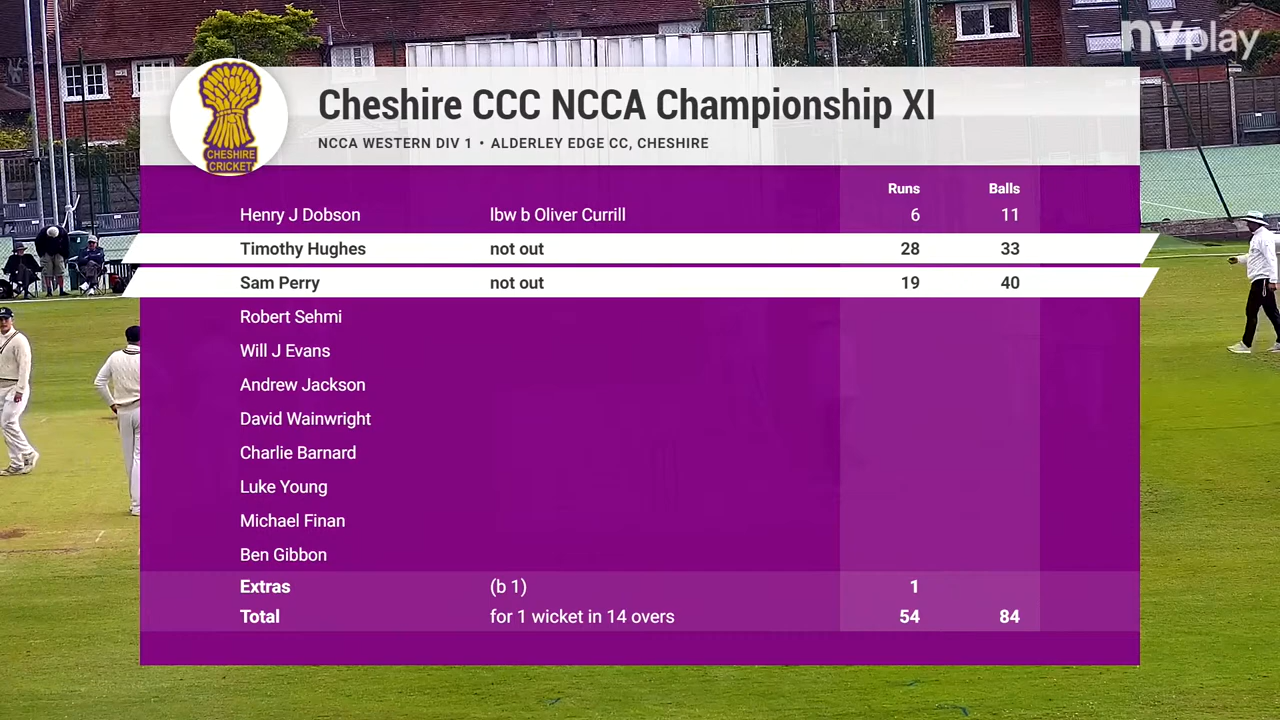 nvplay
Cheshire CCC NCCA Championship XI
NCCA WESTERN DIV 1 • ALDERLEY EDGE CC, CHESHIRE
CHESHIRE
CRICKET
Runs Balls
Henry J Dobson lbw b Oliver Currill 6 11
Timothy Hughes not out 28 33
Sam Perry not out 19 40
Robert Sehmi
Will J Evans
Andrew Jackson
David Wainwright
Charlie Barnard
Luke Young
Michael Finan
Ben Gibbon
Extras (b 1) 1
Total for 1 wicket in 14 overs 54 84